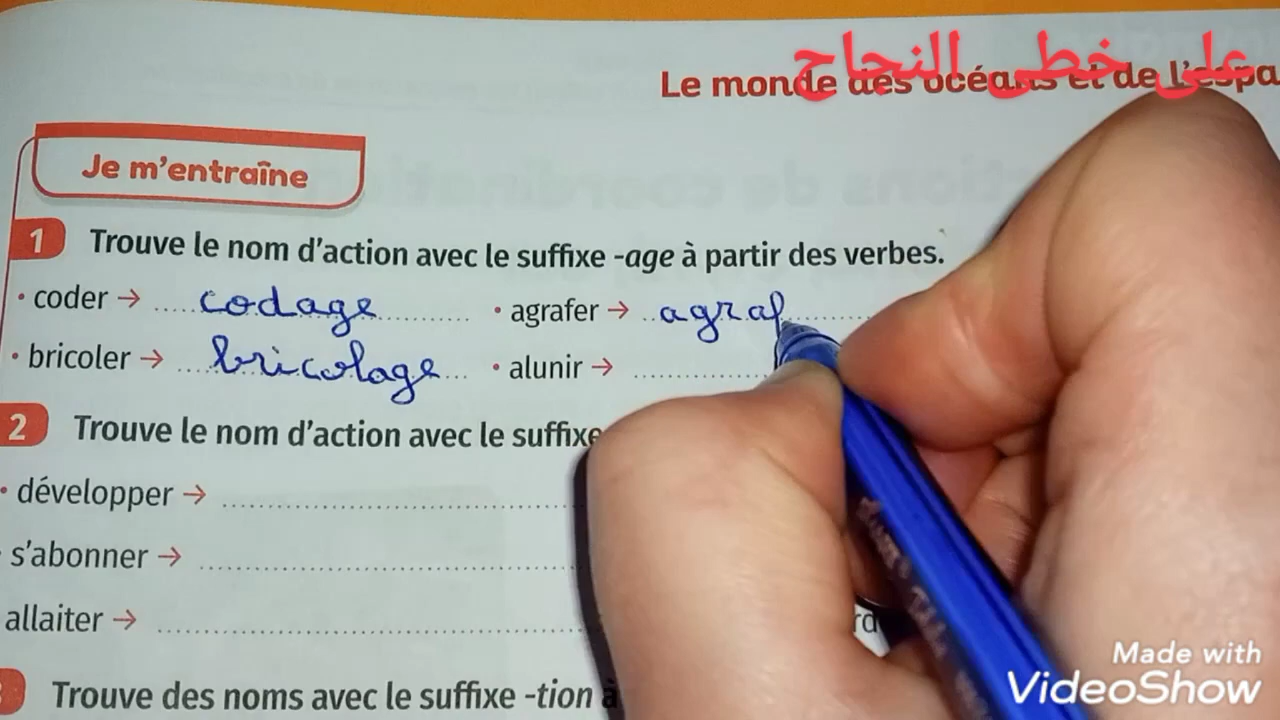 على خطى النجاح
Le monde des océans et de l'espa
Je m'entraîne
1 Trouve le nom d'action avec le suffixe -age à partir des verbes.
• coder → codage • agrafer → agraf
• bricoler → bricolage • alunir →
2 Trouve le nom d'action avec le suffixe
• développer →
s'abonner →
allaiter →
Trouve des noms avec le suffixe -tion à
Made with
VideoShow